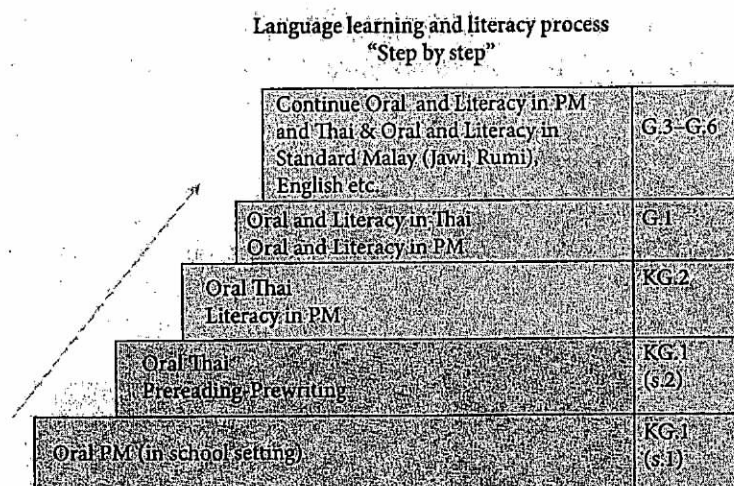 Language learning and literacy process
"Step by step"
Continue Oral and Literacy in PM
and Thai & Oral and Literacy in
Standard Malay (Jawi, Rumi),
English etc.
G.3–G.6
Oral and Literacy in Thai
Oral and Literacy in PM
G.1
Oral Thai
Literacy in PM
KG.2
Oral Thai
Prereading-Prewriting
KG.1
(s.2)
Oral PM (in school setting)
KG.1
(s.1)